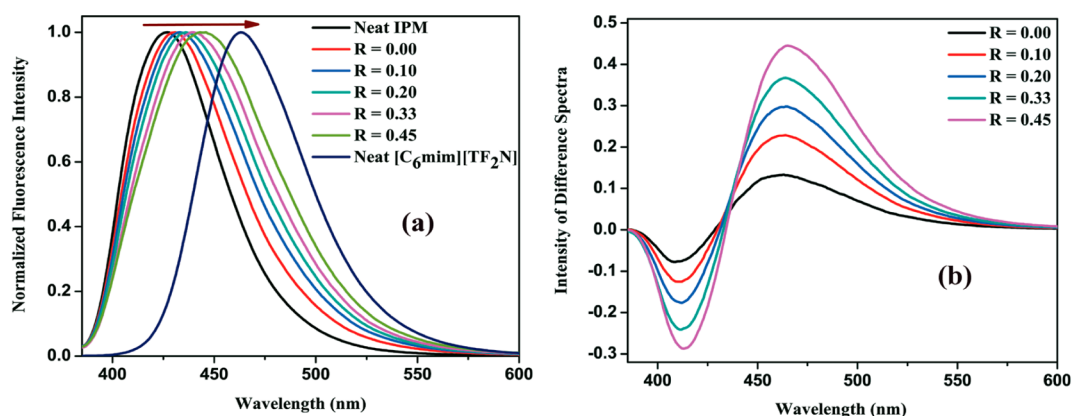 Normalized Fluorescence Intensity
1.0
0.8
0.6
0.4
0.2
0.0
400
450
500
550
600
Wavelength (nm)
Neat IPM
R = 0.00
R = 0.10
R = 0.20
R = 0.33
R = 0.45
Neat [C₆mim][TF₂N]
(a)
Intensity of Difference Spectra
0.5
0.4
0.3
0.2
0.1
0.0
-0.1
-0.2
-0.3
400
450
500
550
600
Wavelength (nm)
R = 0.00
R = 0.10
R = 0.20
R = 0.33
R = 0.45
(b)